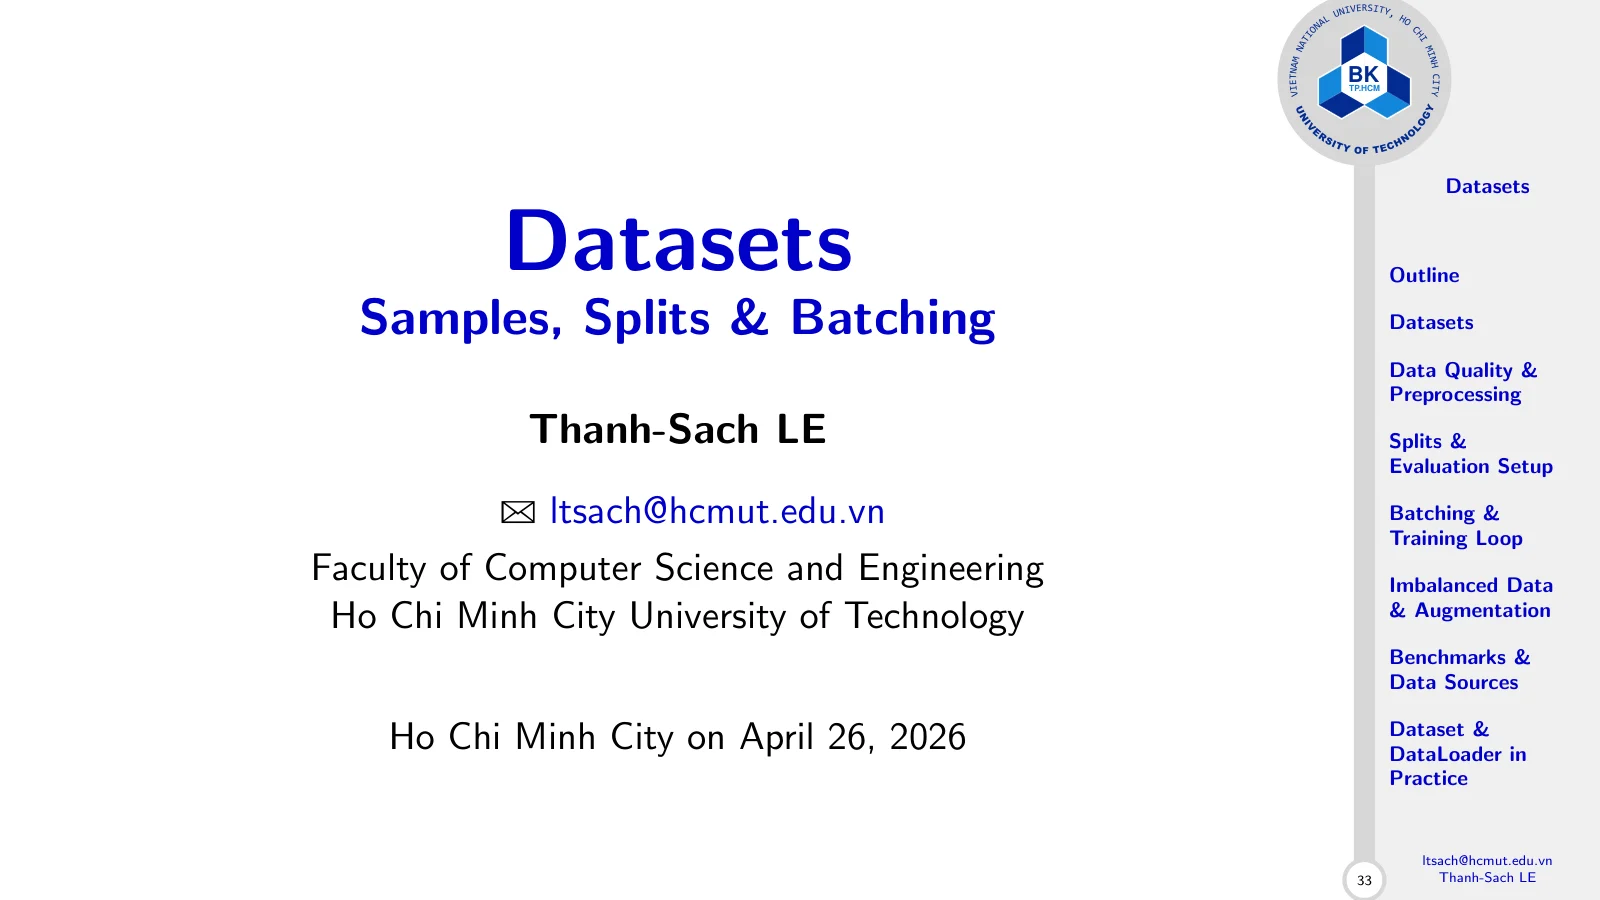 Datasets
Samples, Splits & Batching
Thanh-Sach LE
ltsach@hcmut.edu.vn
Faculty of Computer Science and Engineering
Ho Chi Minh City University of Technology
Ho Chi Minh City on April 26, 2026
VIETNAM NATIONAL UNIVERSITY, HO CHI MINH CITY
BK
TP.HCM
UNIVERSITY OF TECHNOLOGY
Datasets
Outline
Datasets
Data Quality &
Preprocessing
Splits &
Evaluation Setup
Batching &
Training Loop
Imbalanced Data
& Augmentation
Benchmarks &
Data Sources
Dataset &
DataLoader in
Practice
ltsach@hcmut.edu.vn
Thanh-Sach LE
33